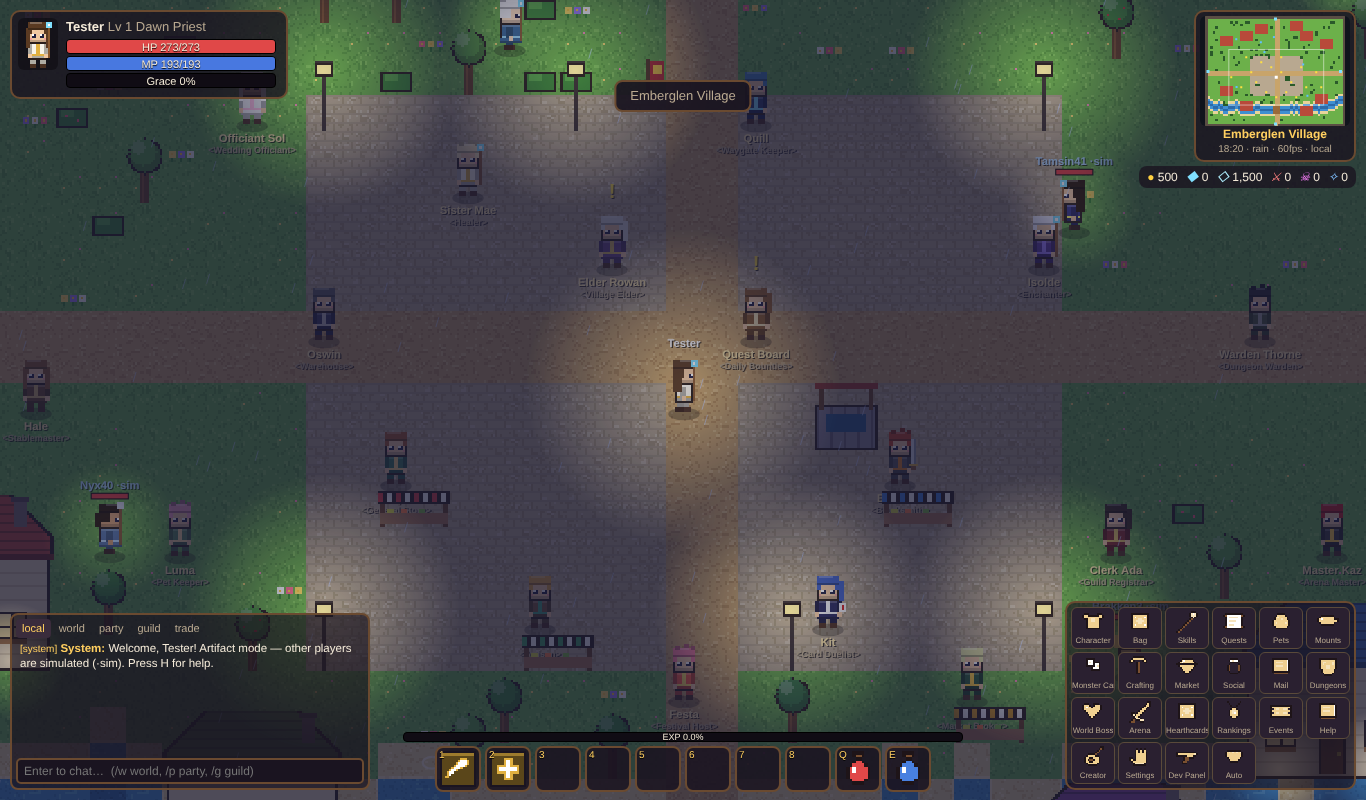 Tester Lv 1 Dawn Priest
HP 273/273
MP 193/193
Grace 0%
Emberglen Village
Emberglen Village
18:20 · rain · 60fps · local
500 0 1,500 0 0 0
Officiant Sol
<Wedding Officiant>
Quill
<Waygate Keeper>
Tamsin41 ·sim
Sister Mae
<Healer>
!
Elder Rowan
<Village Elder>
!
Isolde
<Enchanter>
Oswin
<Warehouse>
Tester
Quest Board
<Daily Bounties>
Warden Thorne
<Dungeon Warden>
Hale
<Stablemaster>
Nyx40 ·sim
Luma
<Pet Keeper>
Clerk Ada
<Guild Registrar>
Master Kaz
<Arena Master>
Kit
<Card Duelist>
Festa
<Festival Host>
local world party guild trade
[system] System: Welcome, Tester! Artifact mode — other players
are simulated (·sim). Press H for help.
Enter to chat… (/w world, /p party, /g guild)
EXP 0.0%
1 2 3 4 5 6 7 8 Q – E –
Character Bag Skills Quests Pets Mounts
Monster Ca Crafting Market Social Mail Dungeons
World Boss Arena Hearthcards Rankings Events Help
Creator Settings Dev Panel Auto